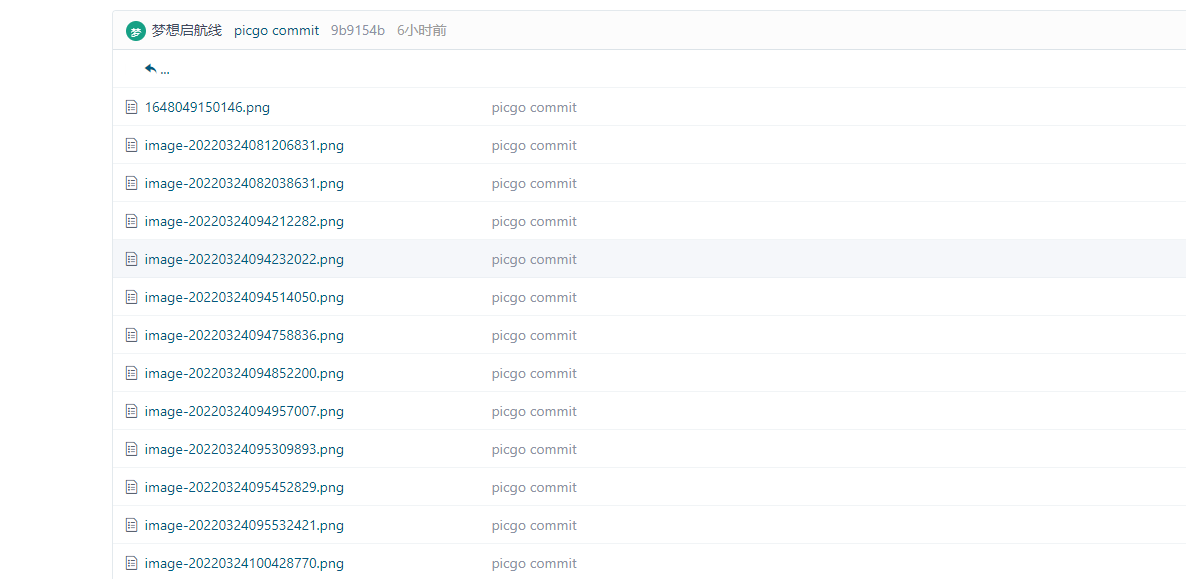 梦 梦想启航线 picgo commit 9b9154b 6小时前
...
1648049150146.png picgo commit
image-20220324081206831.png picgo commit
image-20220324082038631.png picgo commit
image-20220324094212282.png picgo commit
image-20220324094232022.png picgo commit
image-20220324094514050.png picgo commit
image-20220324094758836.png picgo commit
image-20220324094852200.png picgo commit
image-20220324094957007.png picgo commit
image-20220324095309893.png picgo commit
image-20220324095452829.png picgo commit
image-20220324095532421.png picgo commit
image-20220324100428770.png picgo commit